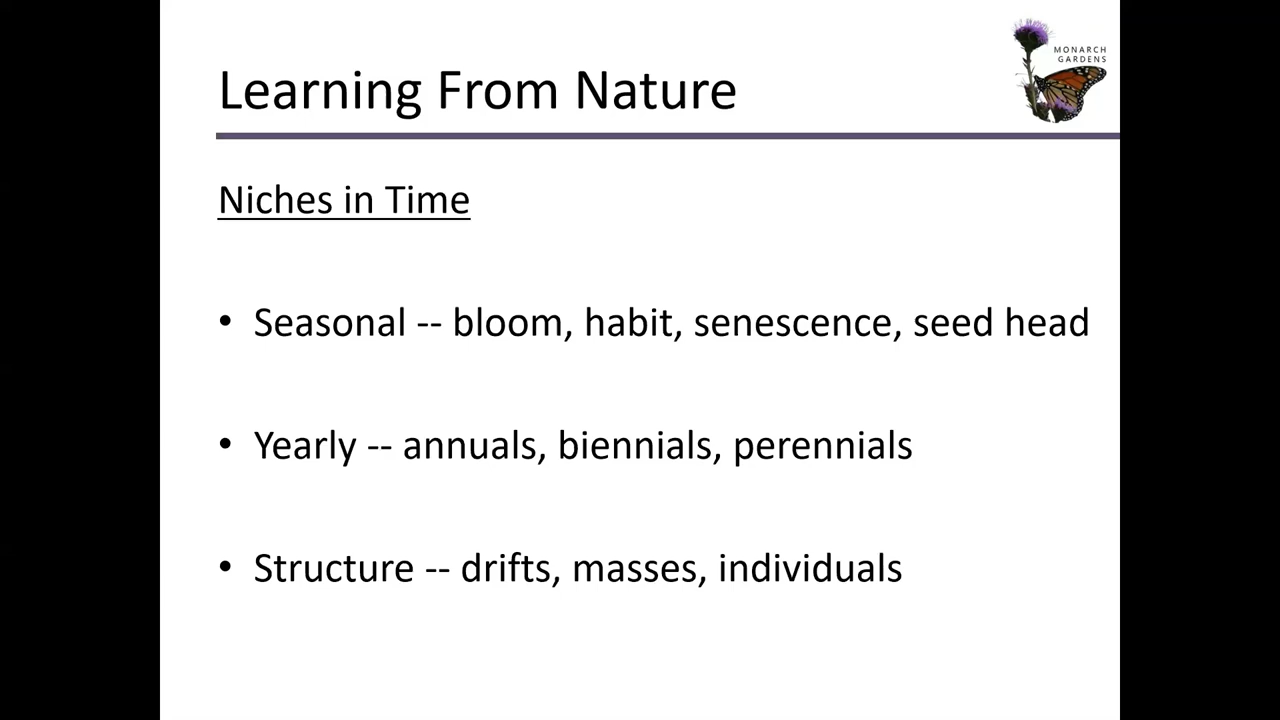 MONARCH
GARDENS
Learning From Nature
Niches in Time
• Seasonal -- bloom, habit, senescence, seed head
• Yearly -- annuals, biennials, perennials
• Structure -- drifts, masses, individuals